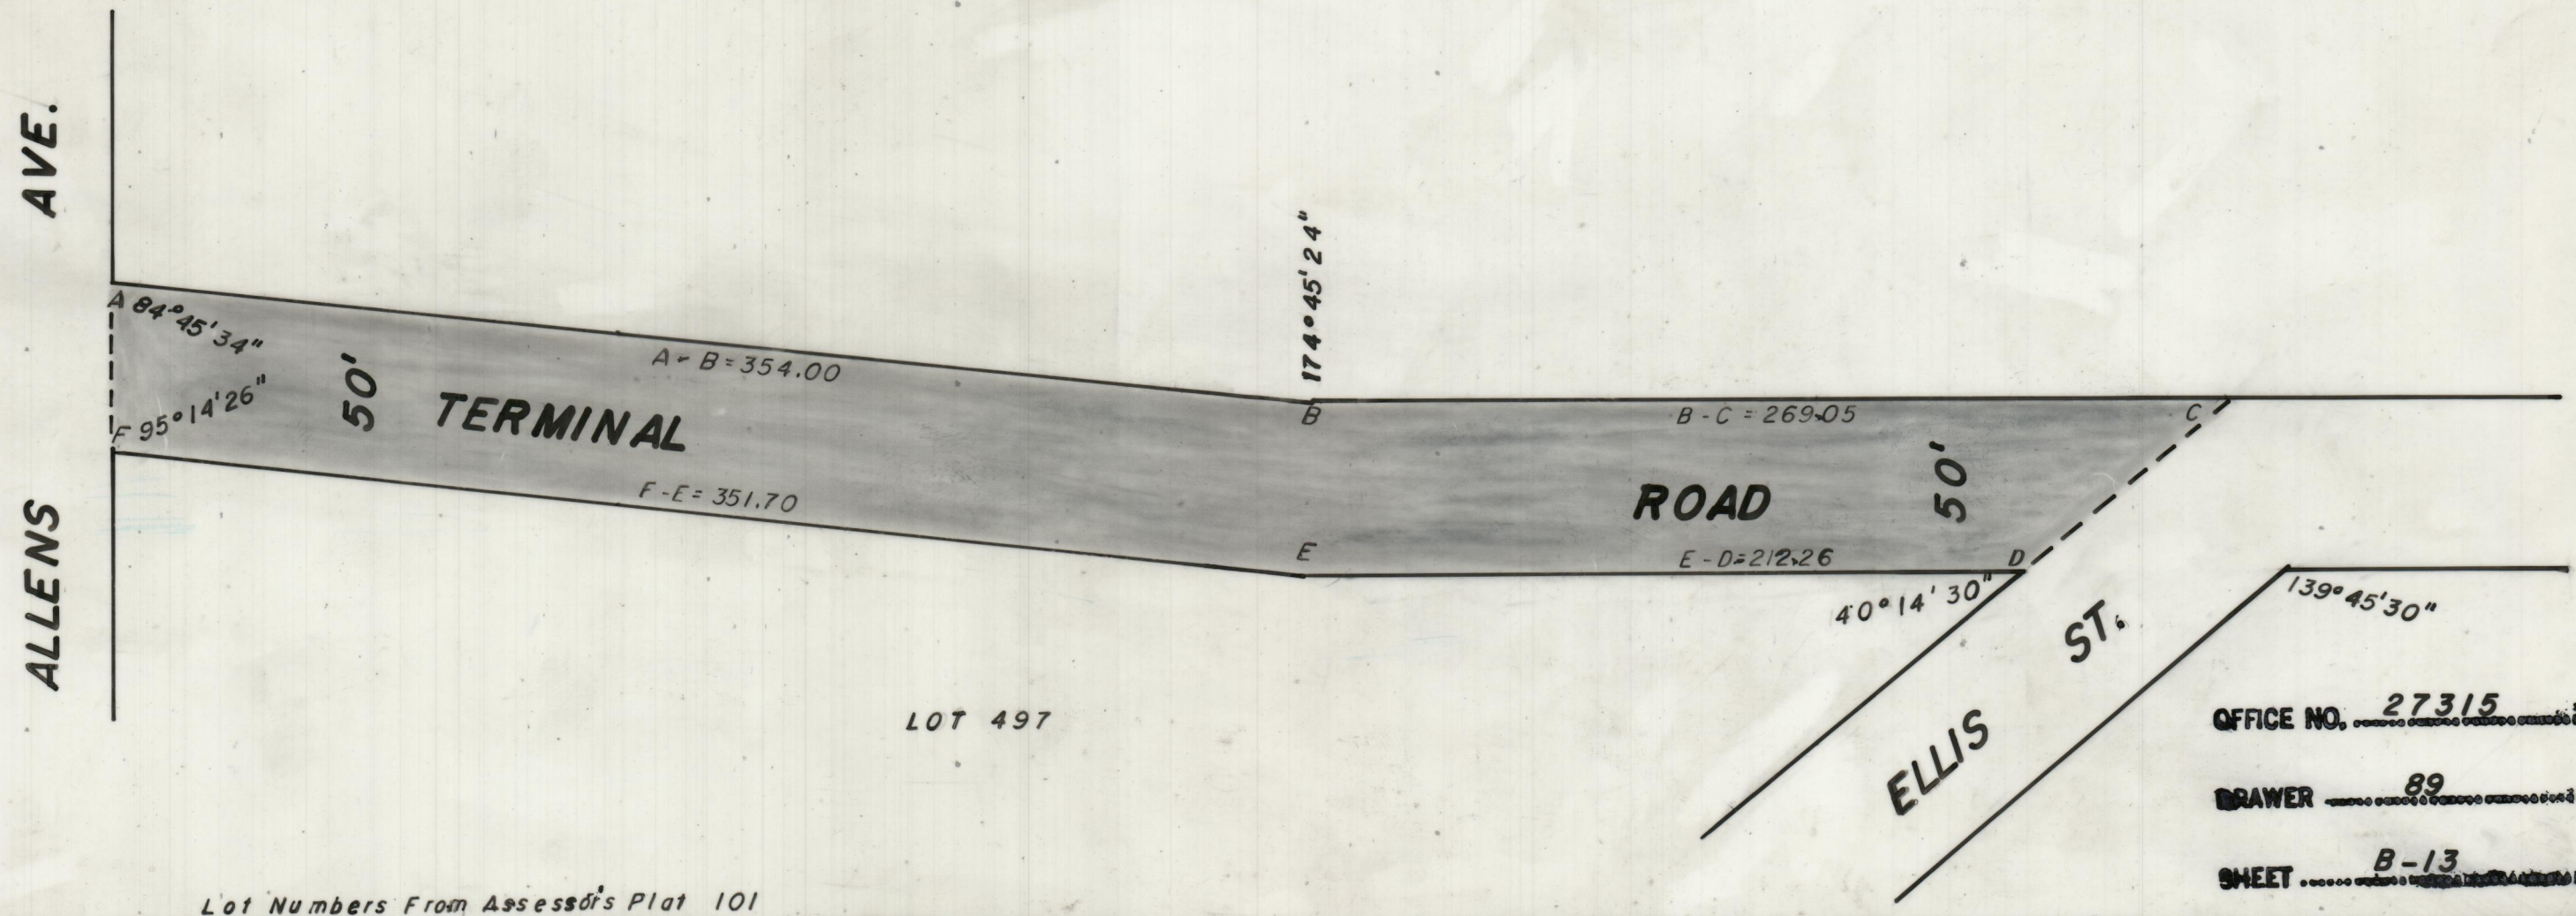 ALLENS AVE.
A 84°45'34"
F 95°14'26"
50'
TERMINAL ROAD
A - B = 354.00
F - E = 351.70
174°45'24"
B
E
B - C = 269.05
C
50'
E - D = 212.26
D
40°14'30"
139°45'30"
ELLIS ST.
LOT 497
OFFICE NO. 27315
DRAWER 89
SHEET B-13
Lot Numbers From Assessor's Plat 101